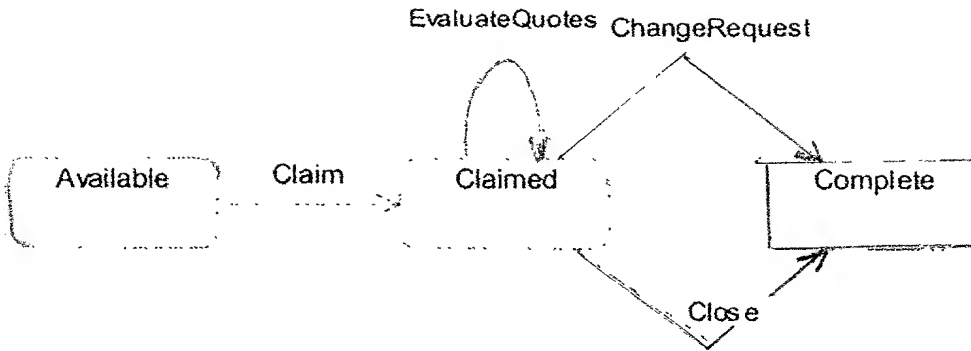 EvaluateQuotes
ChangeRequest
Available
Claim
Claimed
Complete
Close